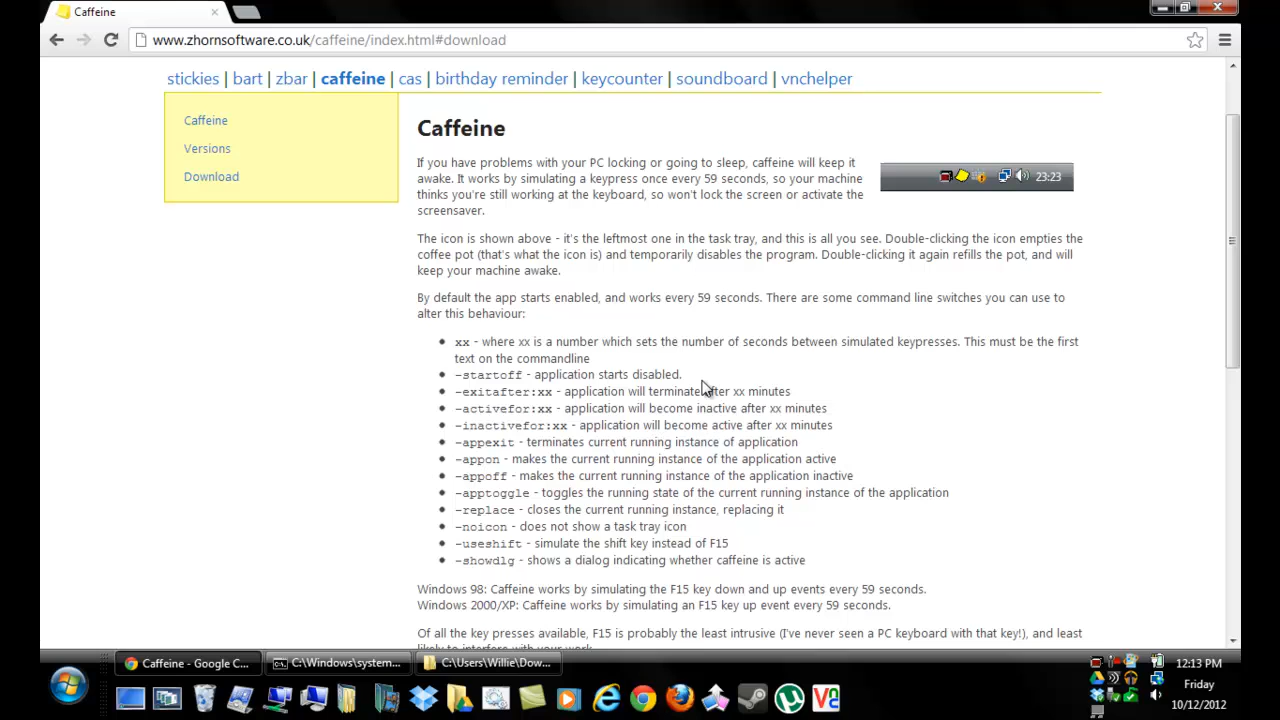 Caffeine
www.zhornsoftware.co.uk/caffeine/index.html#download
stickies | bart | zbar | caffeine | cas | birthday reminder | keycounter | soundboard | vnchelper
Caffeine
Versions
Download
Caffeine
If you have problems with your PC locking or going to sleep, caffeine will keep it
awake. It works by simulating a keypress once every 59 seconds, so your machine
thinks you're still working at the keyboard, so won't lock the screen or activate the
screensaver.
23:23
The icon is shown above - it's the leftmost one in the task tray, and this is all you see. Double-clicking the icon empties the
coffee pot (that's what the icon is) and temporarily disables the program. Double-clicking it again refills the pot, and will
keep your machine awake.
By default the app starts enabled, and works every 59 seconds. There are some command line switches you can use to
alter this behaviour:
xx - where xx is a number which sets the number of seconds between simulated keypresses. This must be the first
text on the commandline
-startoff - application starts disabled.
-exitafter:xx - application will terminate after xx minutes
-activefor:xx - application will become inactive after xx minutes
-inactivefor:xx - application will become active after xx minutes
-appexit - terminates current running instance of application
-appon - makes the current running instance of the application active
-appoff - makes the current running instance of the application inactive
-apptoggle - toggles the running state of the current running instance of the application
-replace - closes the current running instance, replacing it
-noicon - does not show a task tray icon
-useshift - simulate the shift key instead of F15
-showdlg - shows a dialog indicating whether caffeine is active
Windows 98: Caffeine works by simulating the F15 key down and up events every 59 seconds.
Windows 2000/XP: Caffeine works by simulating an F15 key up event every 59 seconds.
Of all the key presses available, F15 is probably the least intrusive (I've never seen a PC keyboard with that key!), and least
likely to interfere with your work.
Caffeine - Google C...
C:\Windows\system...
C:\Users\Willie\Dow...
12:13 PM
Friday
10/12/2012